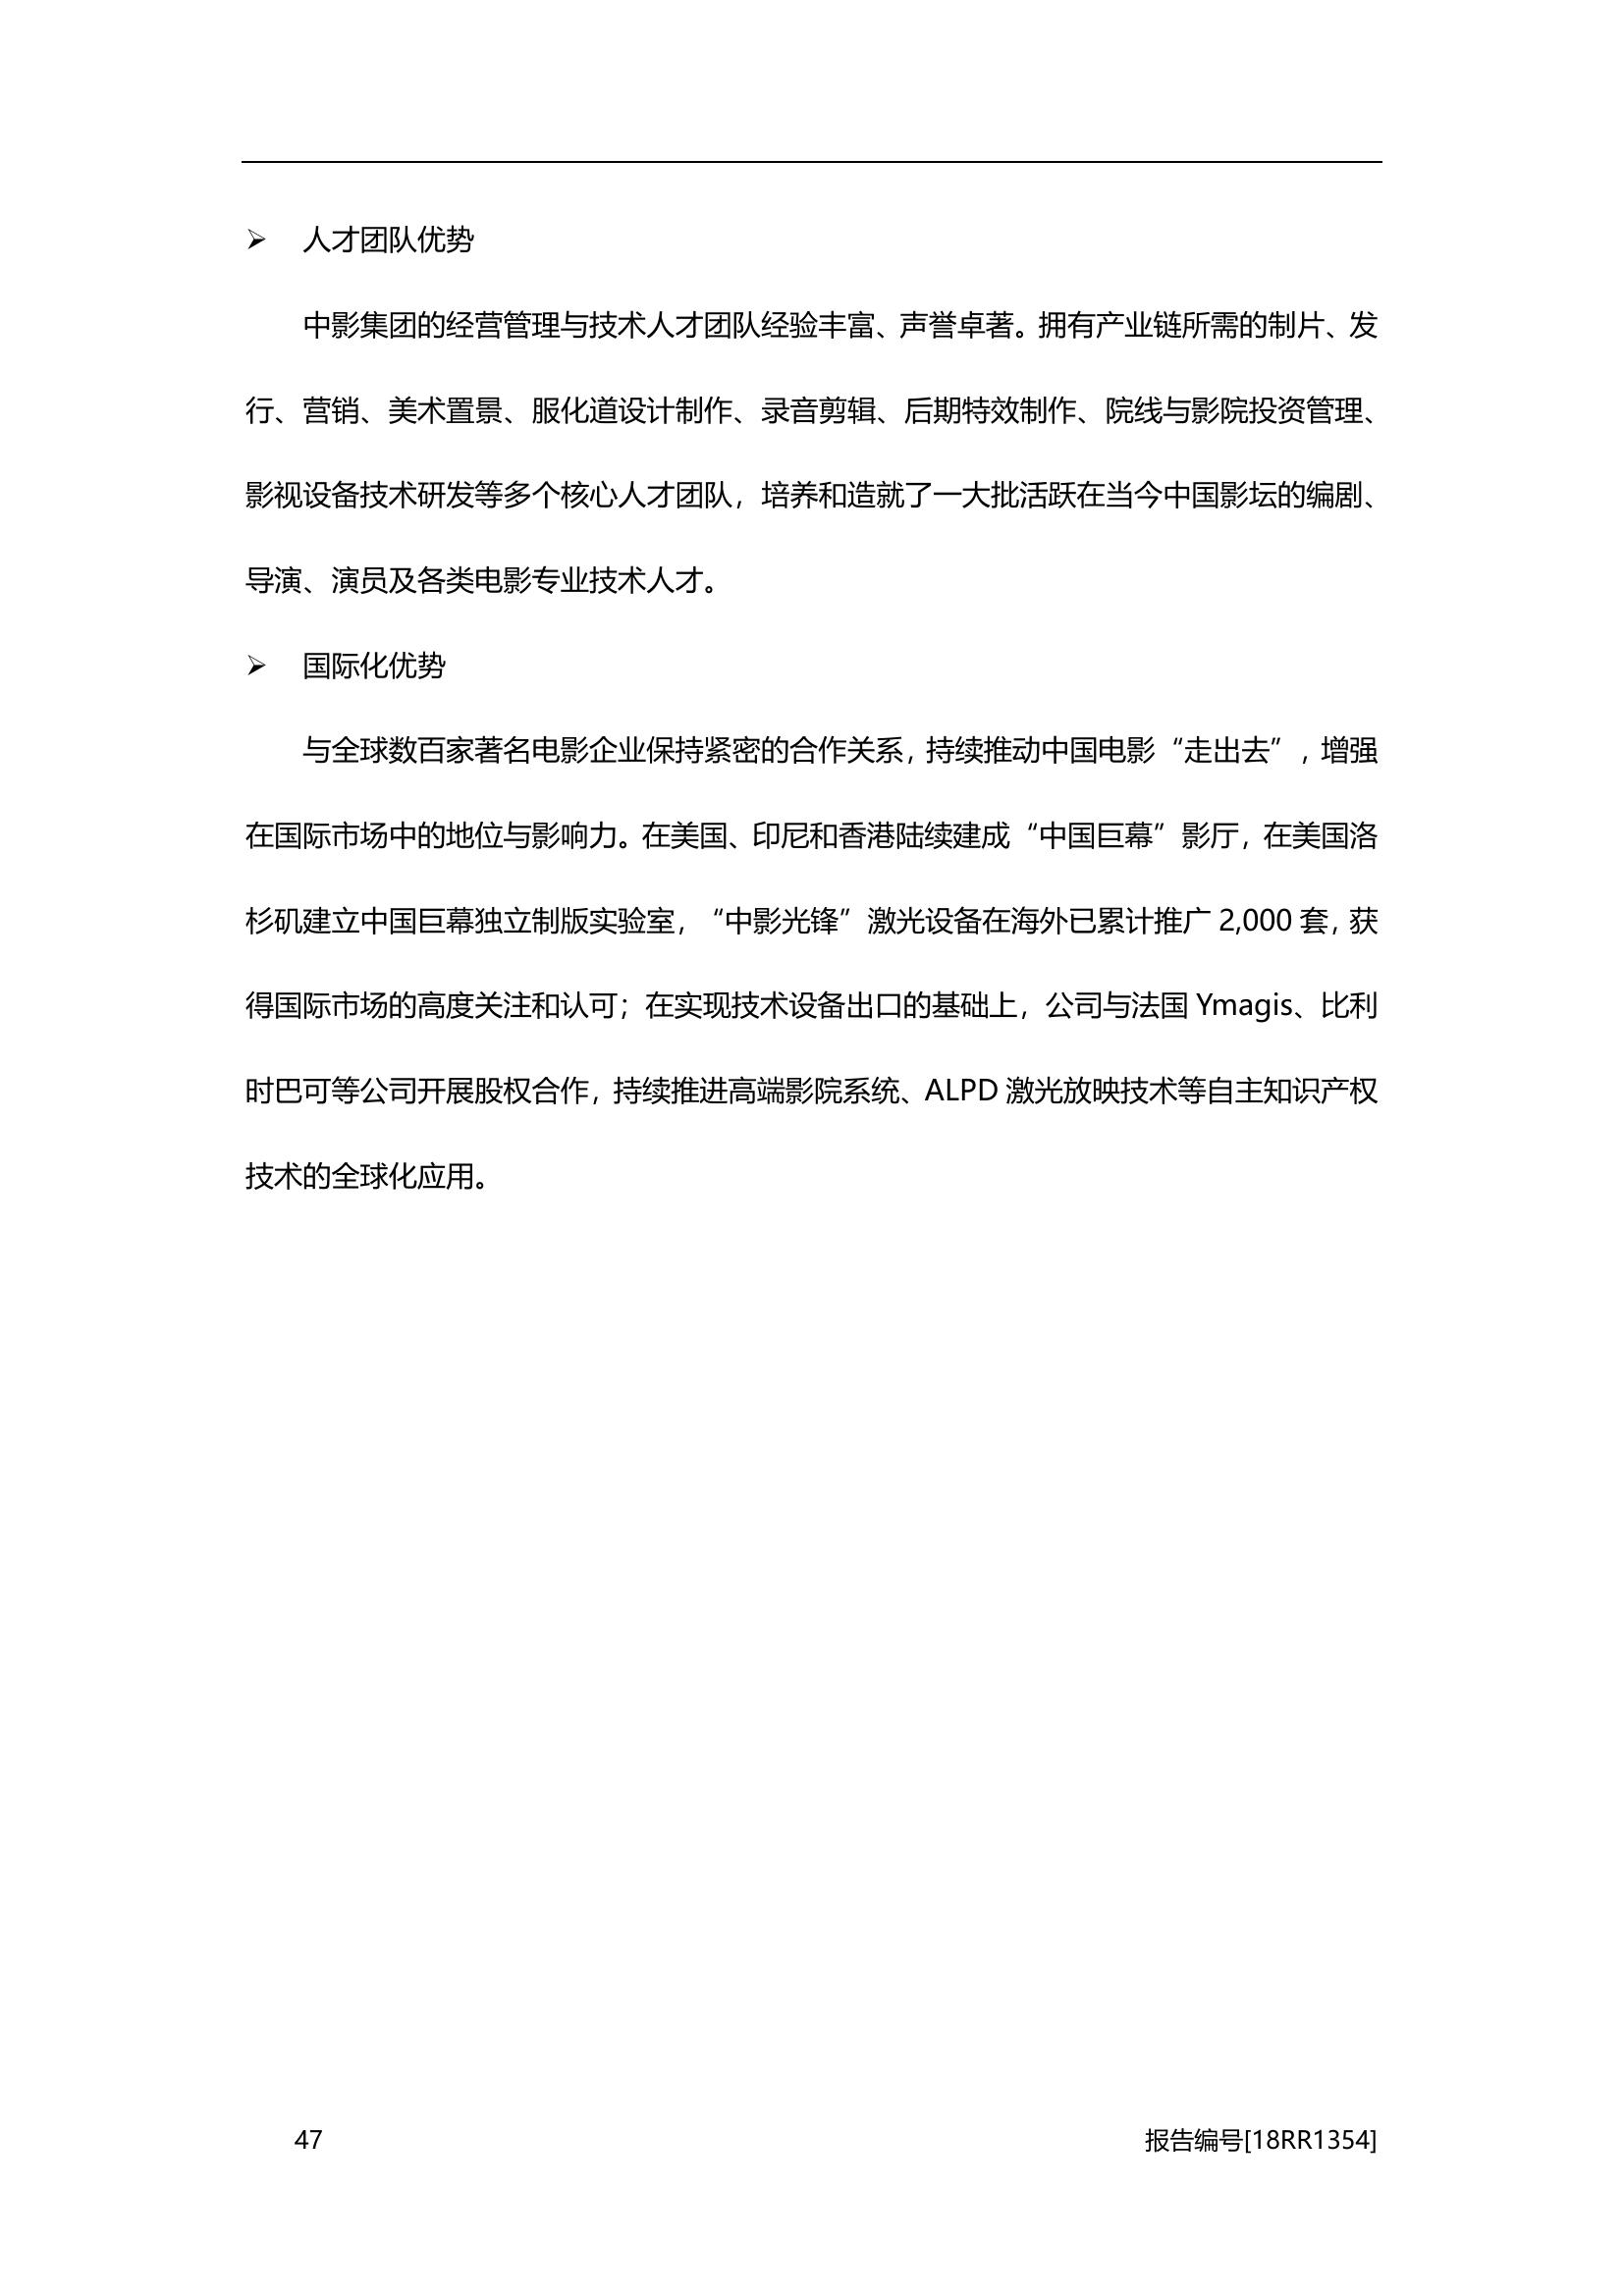 ➢ 人才团队优势
中影集团的经营管理与技术人才团队经验丰富、声誉卓著。拥有产业链所需的制片、发
行、营销、美术置景、服化道设计制作、录音剪辑、后期特效制作、院线与影院投资管理、
影视设备技术研发等多个核心人才团队，培养和造就了一大批活跃在当今中国影坛的编剧、
导演、演员及各类电影专业技术人才。
➢ 国际化优势
与全球数百家著名电影企业保持紧密的合作关系，持续推动中国电影“走出去”，增强
在国际市场中的地位与影响力。在美国、印尼和香港陆续建成“中国巨幕”影厅，在美国洛
杉矶建立中国巨幕独立制版实验室，“中影光锋”激光设备在海外已累计推广 2,000 套，获
得国际市场的高度关注和认可；在实现技术设备出口的基础上，公司与法国 Ymagis、比利
时巴可等公司开展股权合作，持续推进高端影院系统、ALPD 激光放映技术等自主知识产权
技术的全球化应用。
47 报告编号[18RR1354]